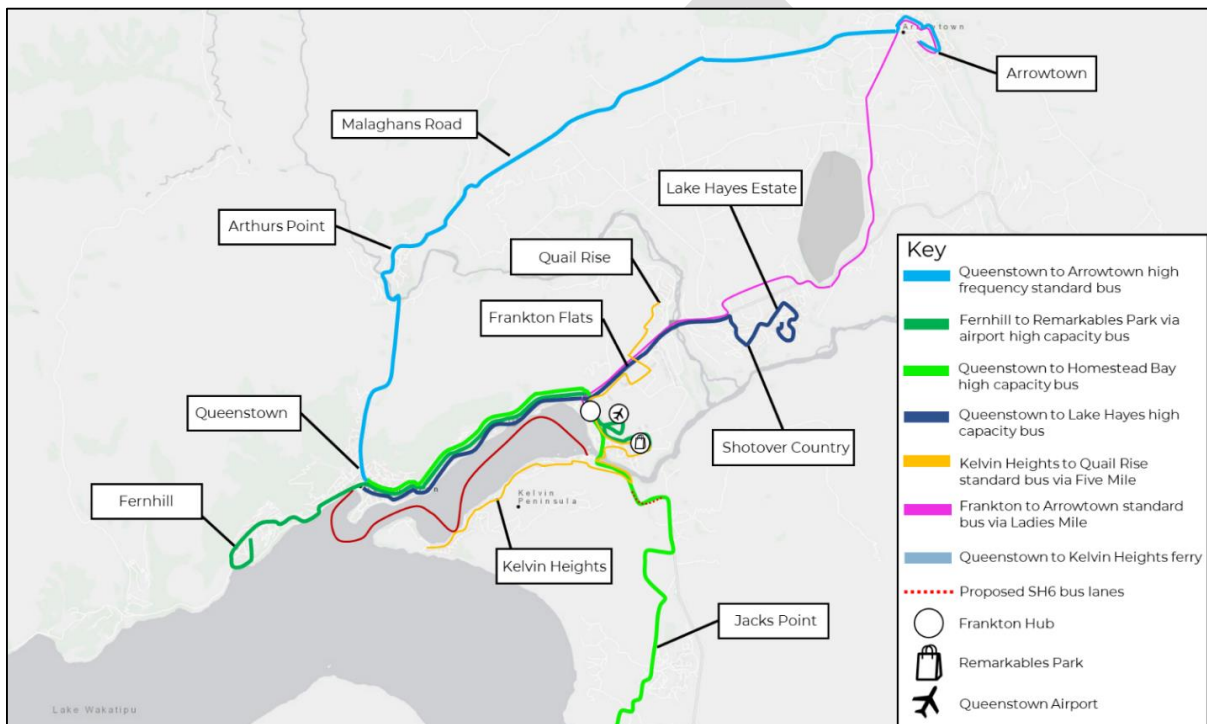 Arrowtown
Arrowtown
Malaghans Road
Lake Hayes Estate
Arthurs Point
Quail Rise
Frankton Flats
Queenstown
Shotover Country
Fernhill
Kelvin
Peninsula
Kelvin Heights
Jacks Point
Lake Wakatipu
Key
Queenstown to Arrowtown high
frequency standard bus
Fernhill to Remarkables Park via
airport high capacity bus
Queenstown to Homestead Bay
high capacity bus
Queenstown to Lake Hayes high
capacity bus
Kelvin Heights to Quail Rise
standard bus via Five Mile
Frankton to Arrowtown standard
bus via Ladies Mile
Queenstown to Kelvin Heights ferry
Proposed SH6 bus lanes
Frankton Hub
Remarkables Park
Queenstown Airport